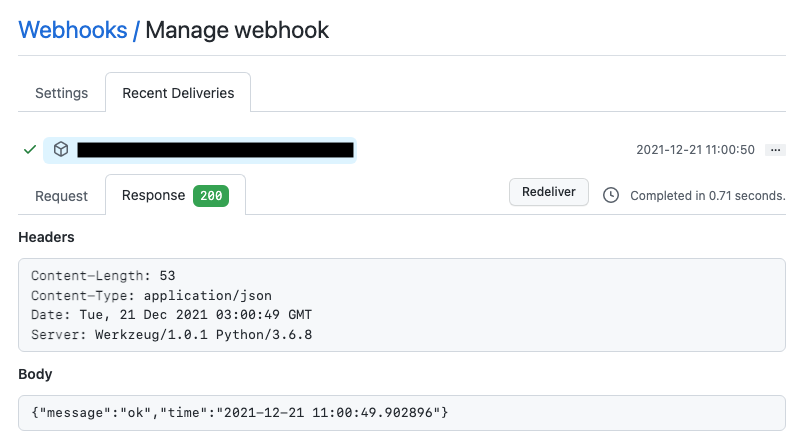 Webhooks / Manage webhook
Settings Recent Deliveries
2021-12-21 11:00:50 ...
Request Response 200 Redeliver Completed in 0.71 seconds.
Headers
Content-Length: 53
Content-Type: application/json
Date: Tue, 21 Dec 2021 03:00:49 GMT
Server: Werkzeug/1.0.1 Python/3.6.8
Body
{"message":"ok","time":"2021-12-21 11:00:49.902896"}